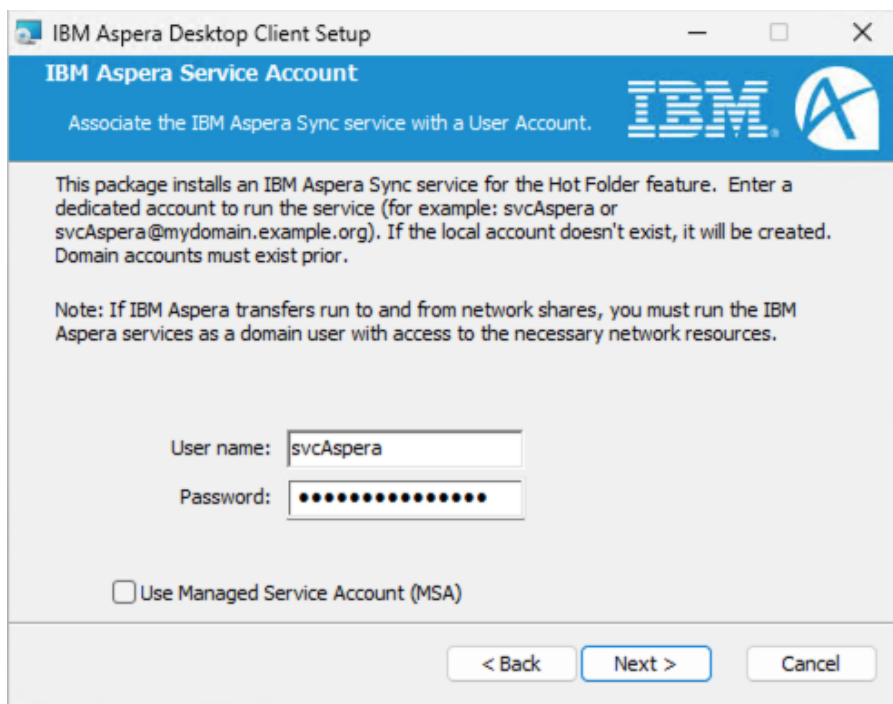 IBM Aspera Desktop Client Setup
IBM Aspera Service Account
Associate the IBM Aspera Sync service with a User Account.
IBM
This package installs an IBM Aspera Sync service for the Hot Folder feature.  Enter a
dedicated account to run the service (for example: svcAspera or
svcAspera@mydomain.example.org). If the local account doesn't exist, it will be created.
Domain accounts must exist prior.
Note: If IBM Aspera transfers run to and from network shares, you must run the IBM
Aspera services as a domain user with access to the necessary network resources.
User name: svcAspera
Password: ●●●●●●●●●●●●●●●
Use Managed Service Account (MSA)
< Back Next > Cancel